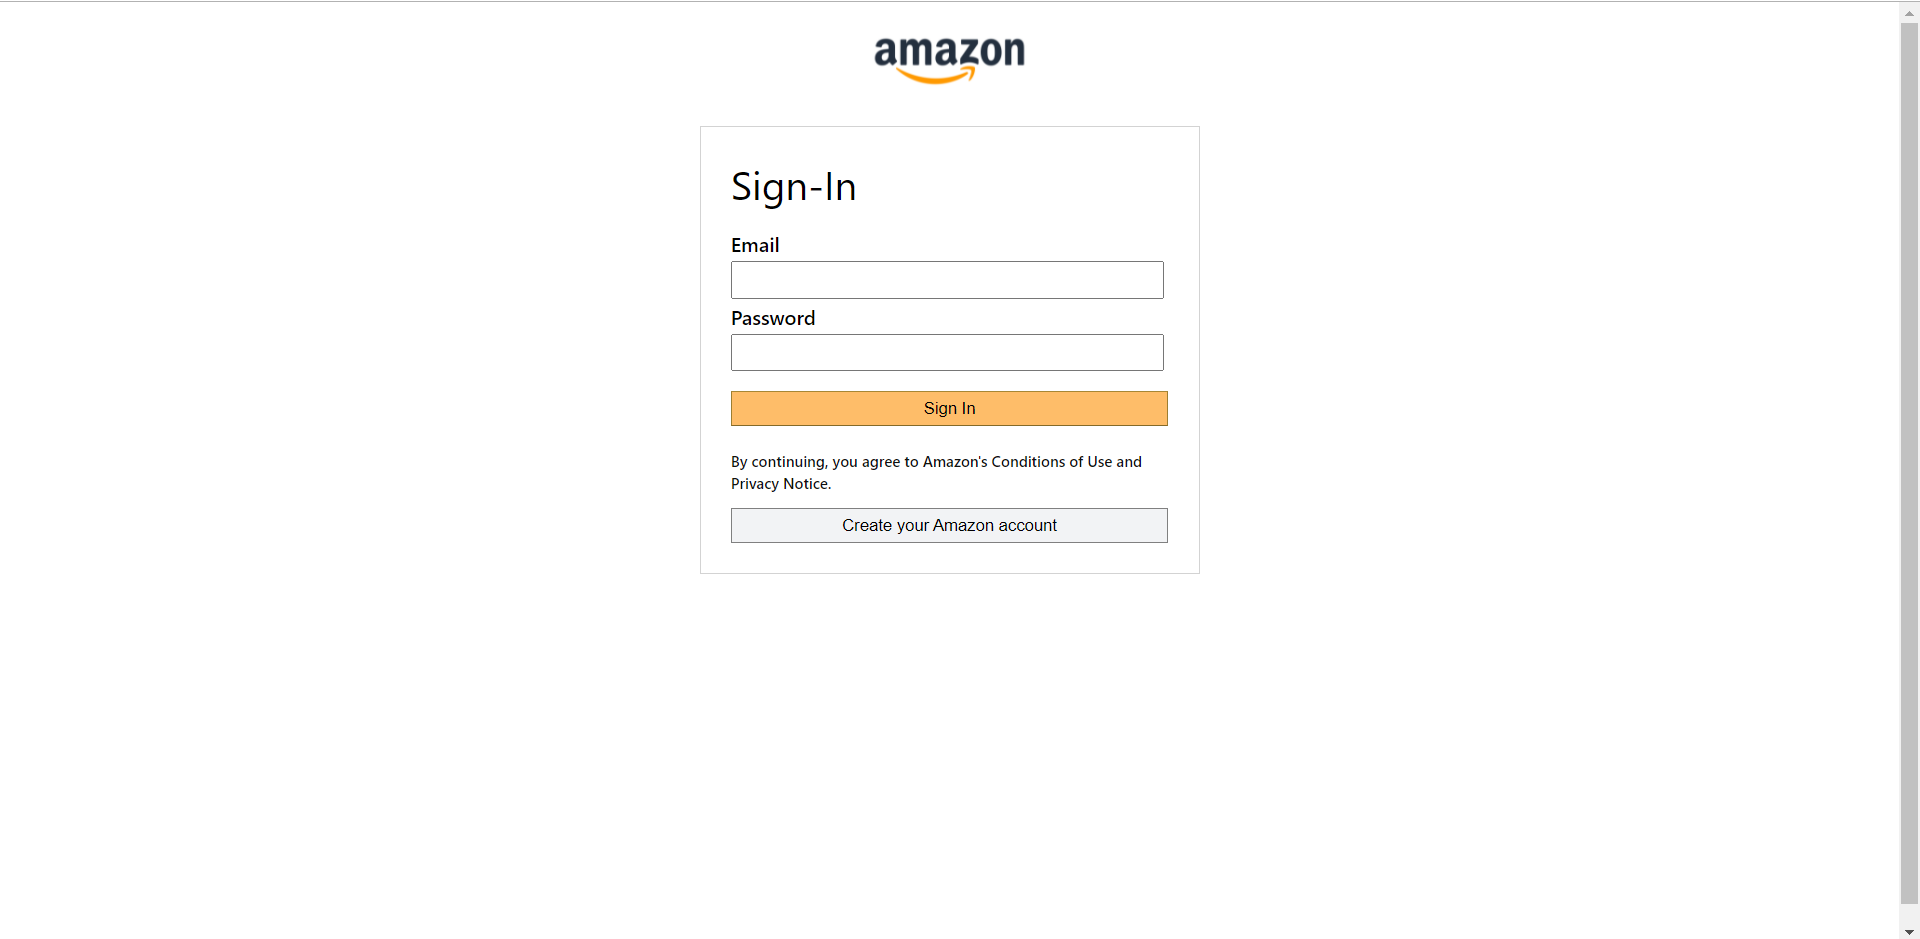 amazon
Sign-In
Email
Password
Sign In
By continuing, you agree to Amazon's Conditions of Use and
Privacy Notice.
Create your Amazon account